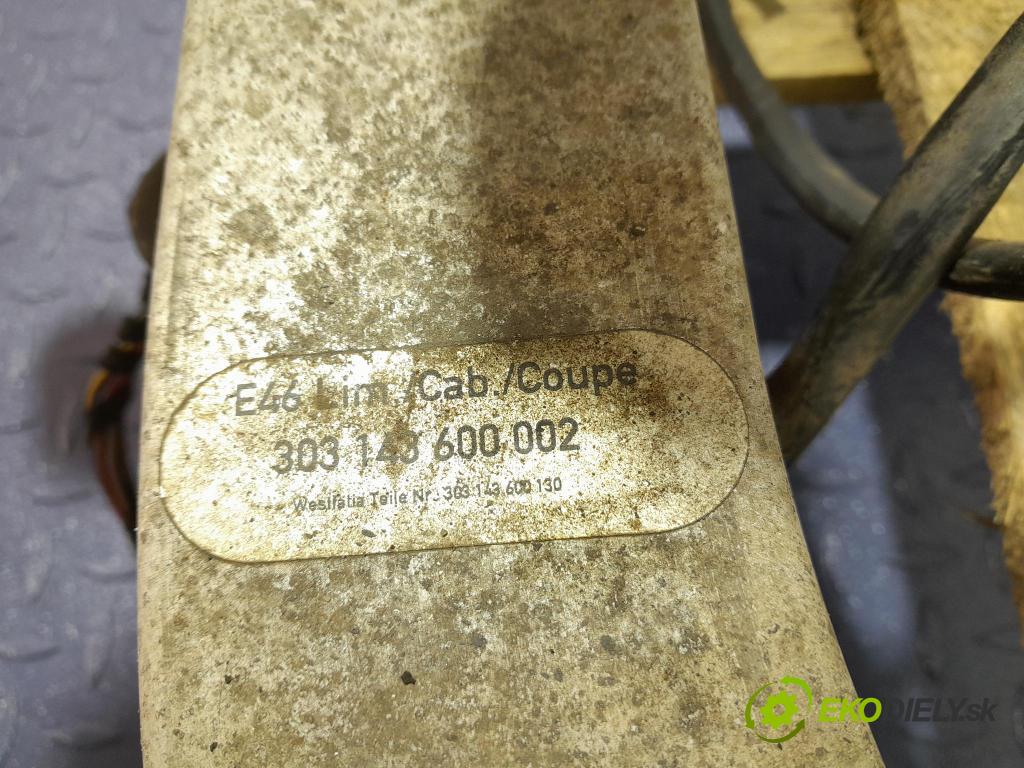 E46 Lim./Cab./Coupe
303 143 600 002
Westfalia Teile Nr. 303 143 600 130
EKODIELY.sk